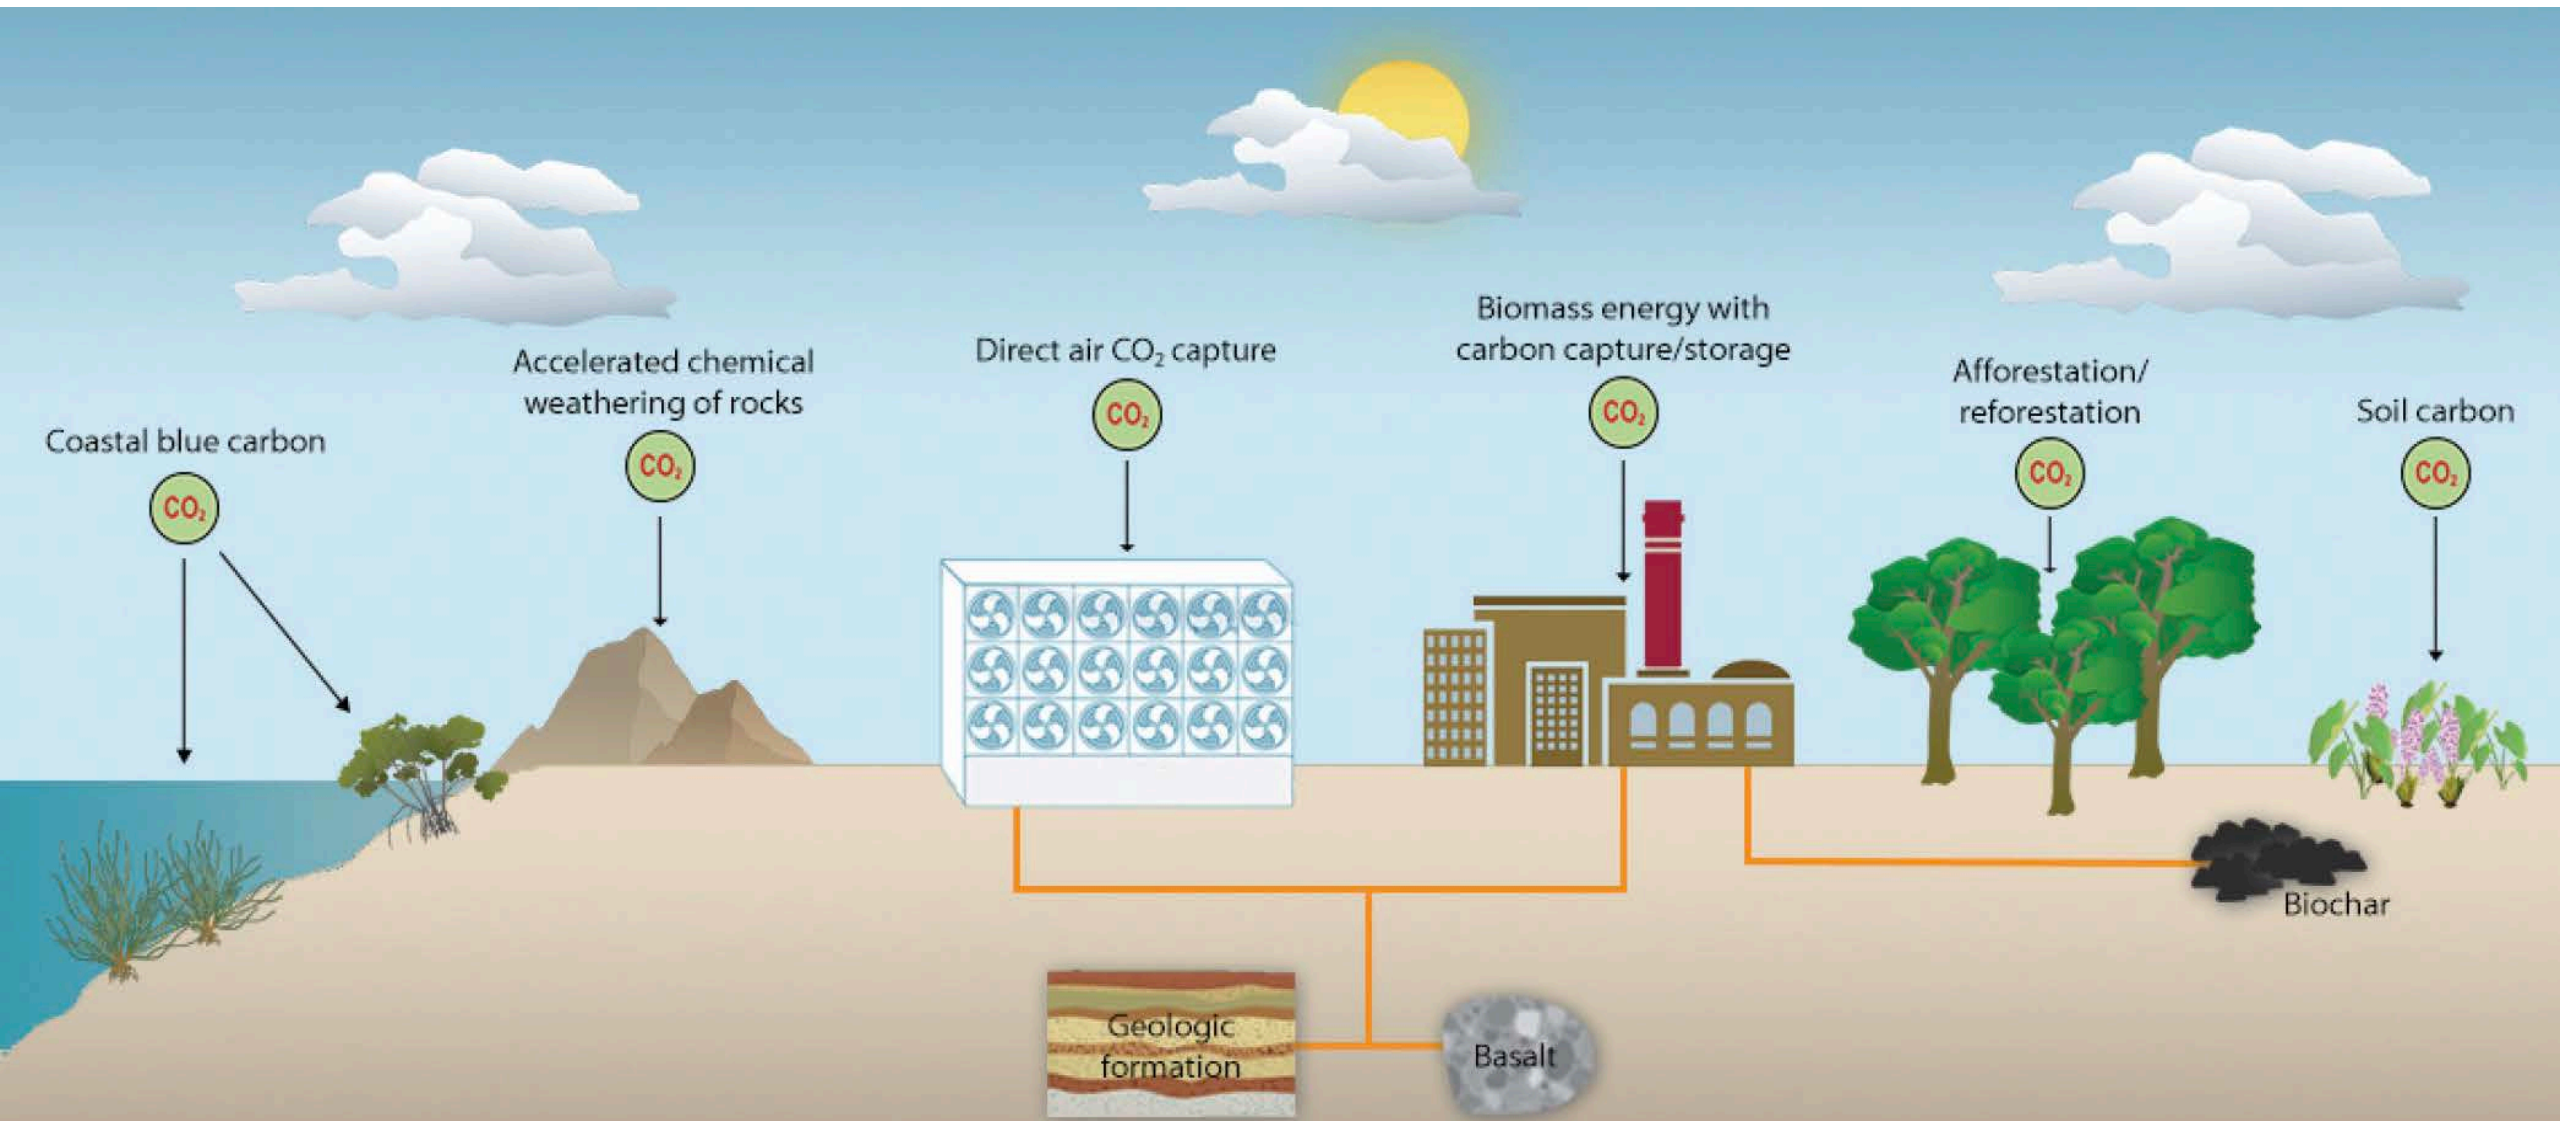 Coastal blue carbon
CO₂
Accelerated chemical
weathering of rocks
CO₂
Direct air CO₂ capture
CO₂
Biomass energy with
carbon capture/storage
CO₂
Afforestation/
reforestation
CO₂
Soil carbon
CO₂
Biochar
Geologic
formation
Basalt